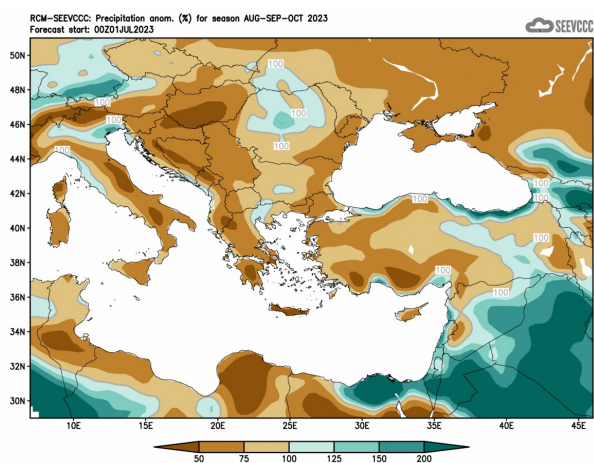 RCM-SEEVCCC: Precipitation anom. (%) for season AUG-SEP-OCT 2023
Forecast start: 00Z01JUL2023
SEEVCCC
50N
48N
46N
44N
42N
40N
38N
36N
34N
32N
30N
100
100
100
100
100
100
100
100
100
100
100
100
100
10E
15E
20E
25E
30E
35E
40E
45E
50 75 100 125 150 200